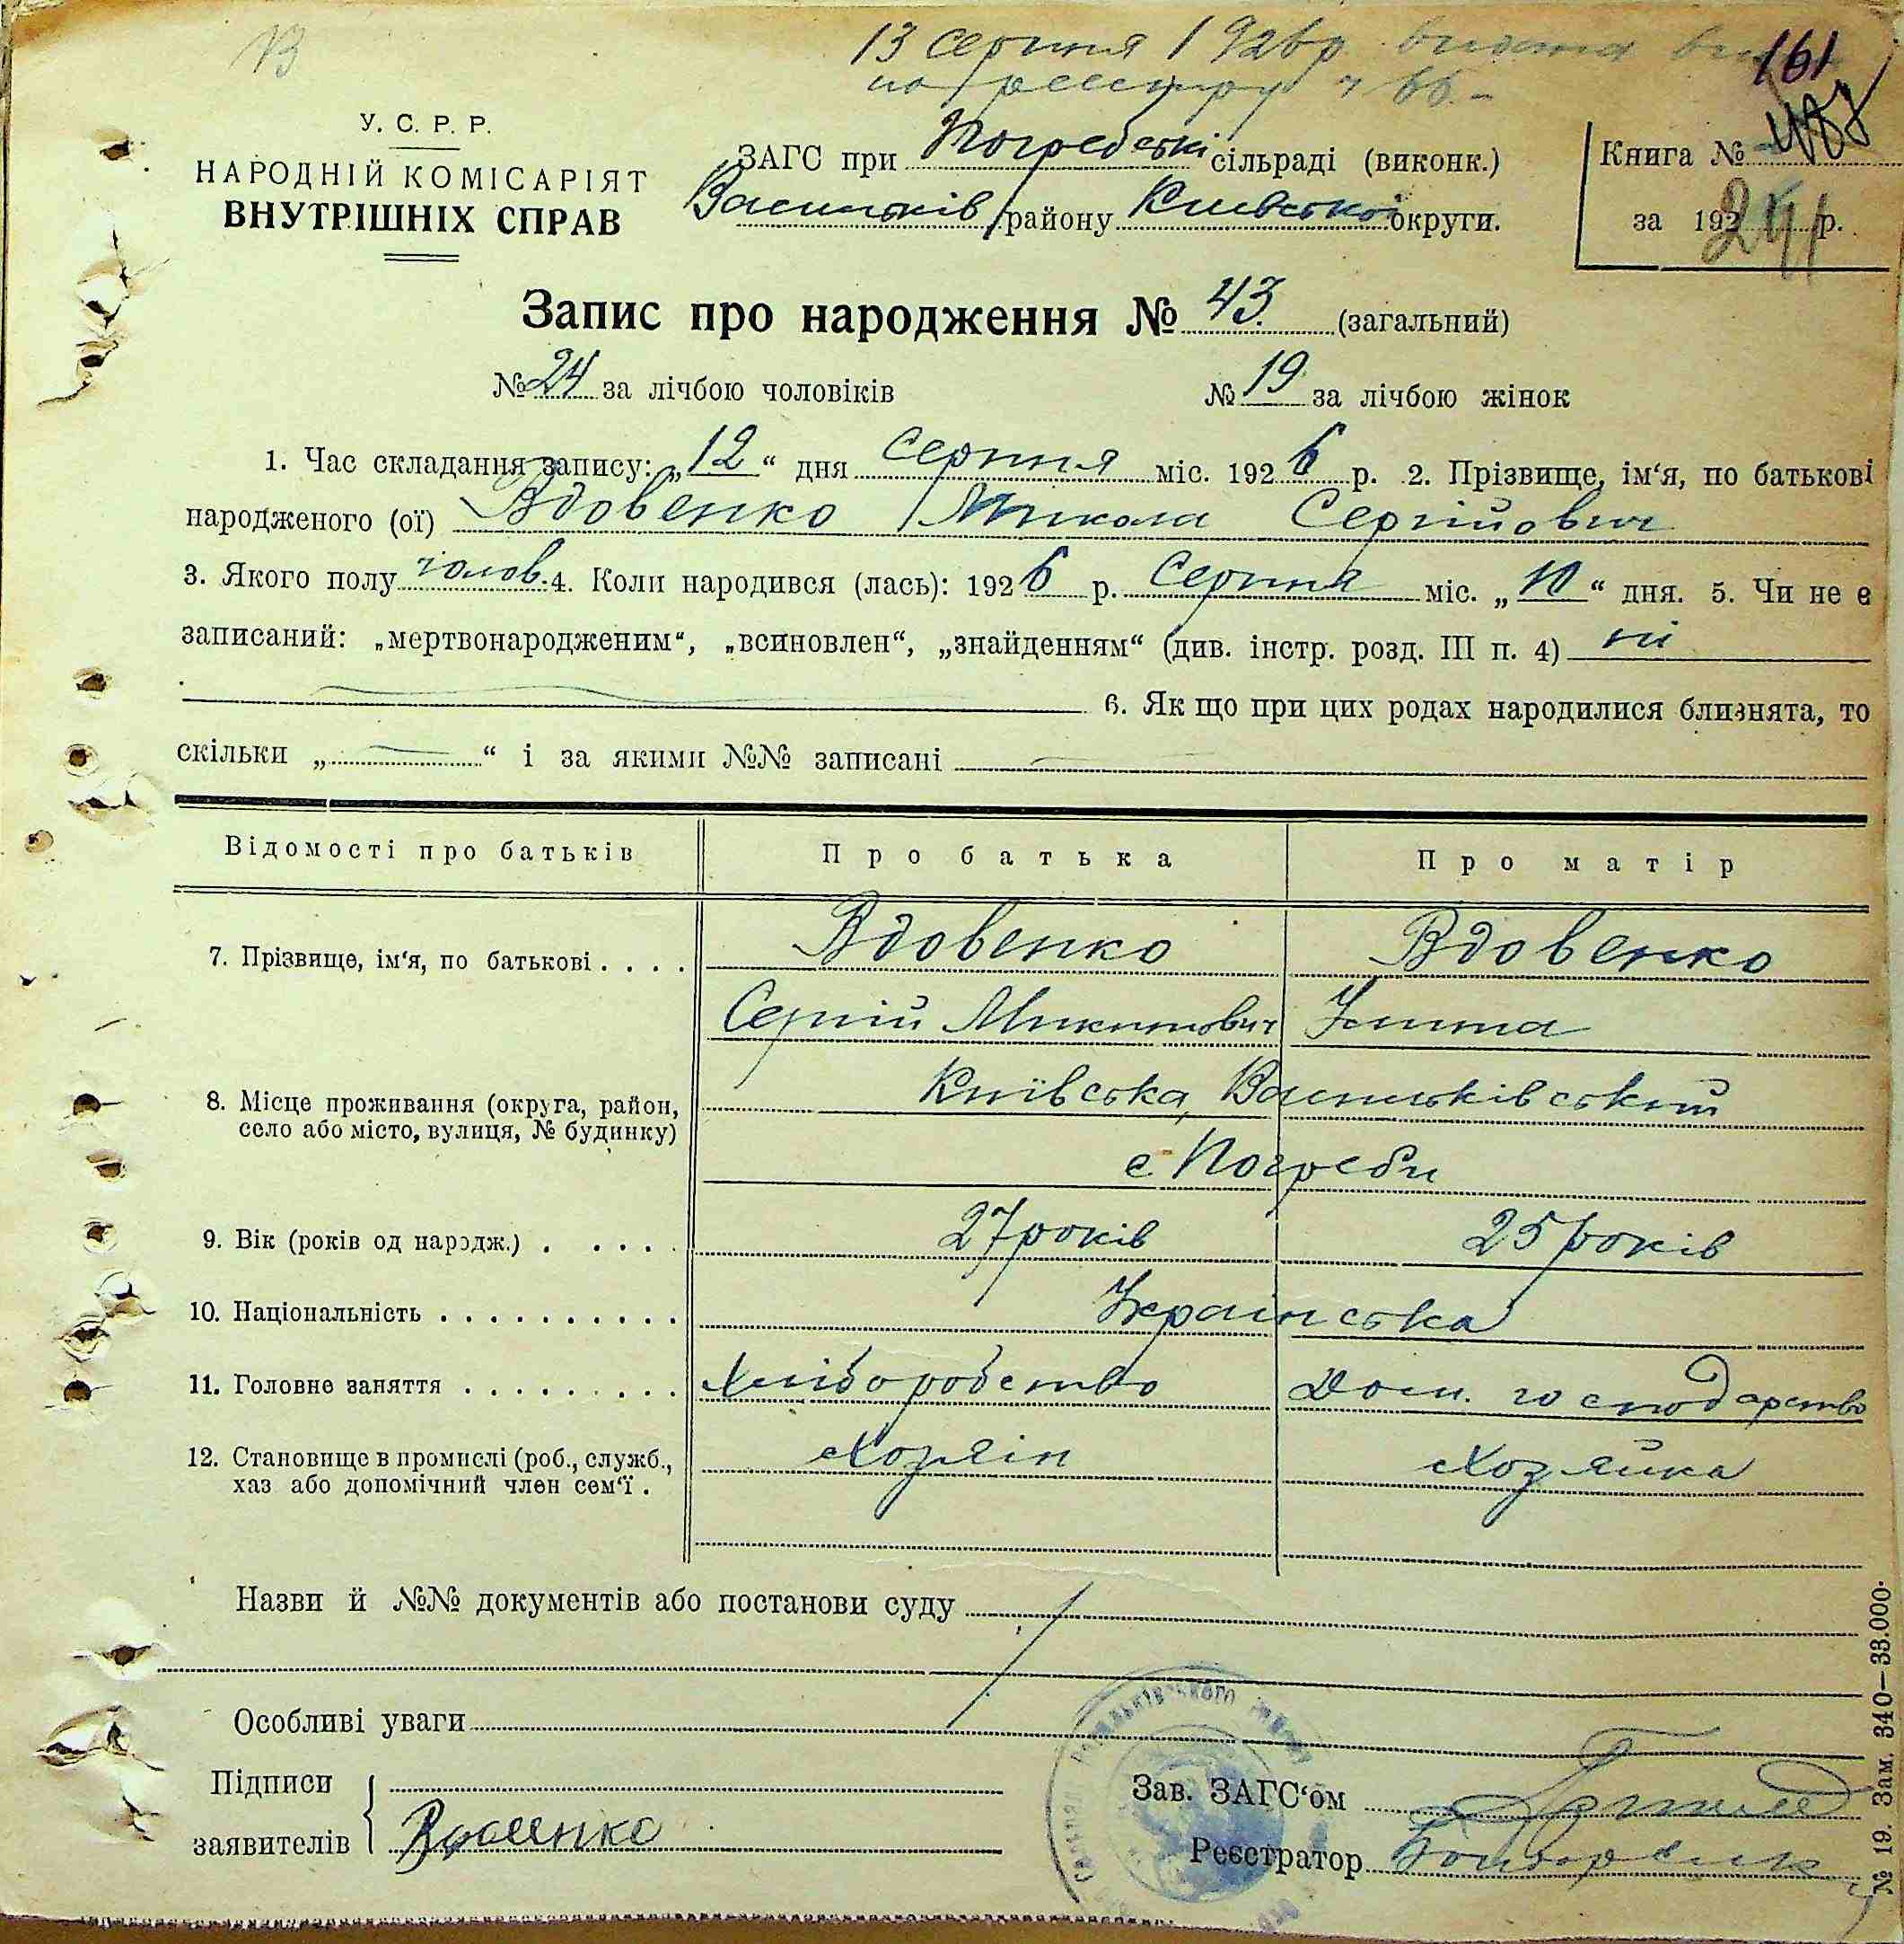 13 серпня 1926 р. видана
по реєстру ч 66. –
161
У. С. Р. Р.
НАРОДНІЙ КОМІСАРІЯТ
ВНУТРІШНІХ СПРАВ
ЗАГС при Погребській сільраді (виконк.)
Васильків району Київської округи.
Книга №
за 192 р.
Запис про народження № 43. (загальний)
№ 24 за лічбою чоловіків № 19 за лічбою жінок
1. Час складання запису: „12“ дня серпня міс. 1926 р. 2. Прізвище, ім‘я, по батькові
народженого (ої) Вдовенко Микола Сергійович
3. Якого полу чолов. 4. Коли народився (лась): 1926 р. Серпня міс. „10“ дня. 5. Чи не є
записаний: „мертвонародженим“, „всиновлен“, „знайденням“ (див. інстр. розд. III п. 4) ні
6. Як що при цих родах народилися близнята, то
скільки „ “ і за якими №№ записані
Відомості про батьків Про батька Про матір
7. Прізвище, ім‘я, по батькові . . . . Вдовенко Вдовенко
Сергій Микитович
8. Місце проживання (округа, район, Київська, Васильківський
село або місто, вулиця, № будинку)
с. Погреби
9. Вік (років од народж.) . . . . . 27 років 25 років
10. Національність . . . . . . . . . . Українська
11. Головне заняття . . . . . . . . . Хліборобство Дом. господарство
12. Становище в промислі (роб., служб., Хозяїн Хозяйка
хаз або допомічний член сем‘ї .
Назви й №№ документів або постанови суду
Особливі уваги
Підписи
заявителів Вдовенко
Зав. ЗАГС‘ом
Реєстратор
№ 19. Зам. 340—33.000.